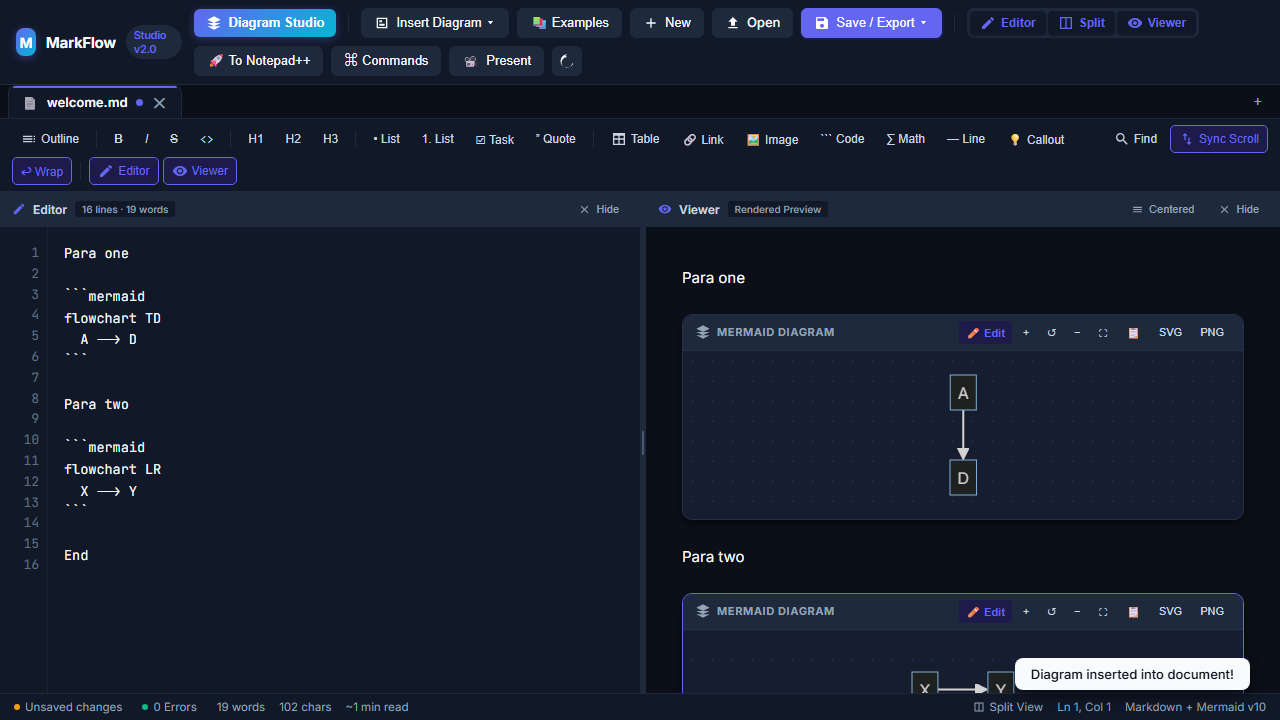 M MarkFlow Studio v2.0
Diagram Studio Insert Diagram Examples + New Open Save / Export Editor Split Viewer
To Notepad++ ⌘ Commands Present
welcome.md +
Outline B I S <> H1 H2 H3 • List 1. List ☑ Task " Quote Table Link Image ``` Code ∑ Math — Line Callout Find Sync Scroll
↩ Wrap Editor Viewer
Editor 16 lines · 19 words Hide
Viewer Rendered Preview Centered Hide
1 Para one
2
3 ```mermaid
4 flowchart TD
5 A --> D
6 ```
7
8 Para two
9
10 ```mermaid
11 flowchart LR
12 X --> Y
13 ```
14
15 End
16
Para one
MERMAID DIAGRAM Edit + ↺ − SVG PNG
A
D
Para two
MERMAID DIAGRAM Edit + ↺ − SVG PNG
X Y
Diagram inserted into document!
Unsaved changes 0 Errors 19 words 102 chars ~1 min read Split View Ln 1, Col 1 Markdown + Mermaid v10